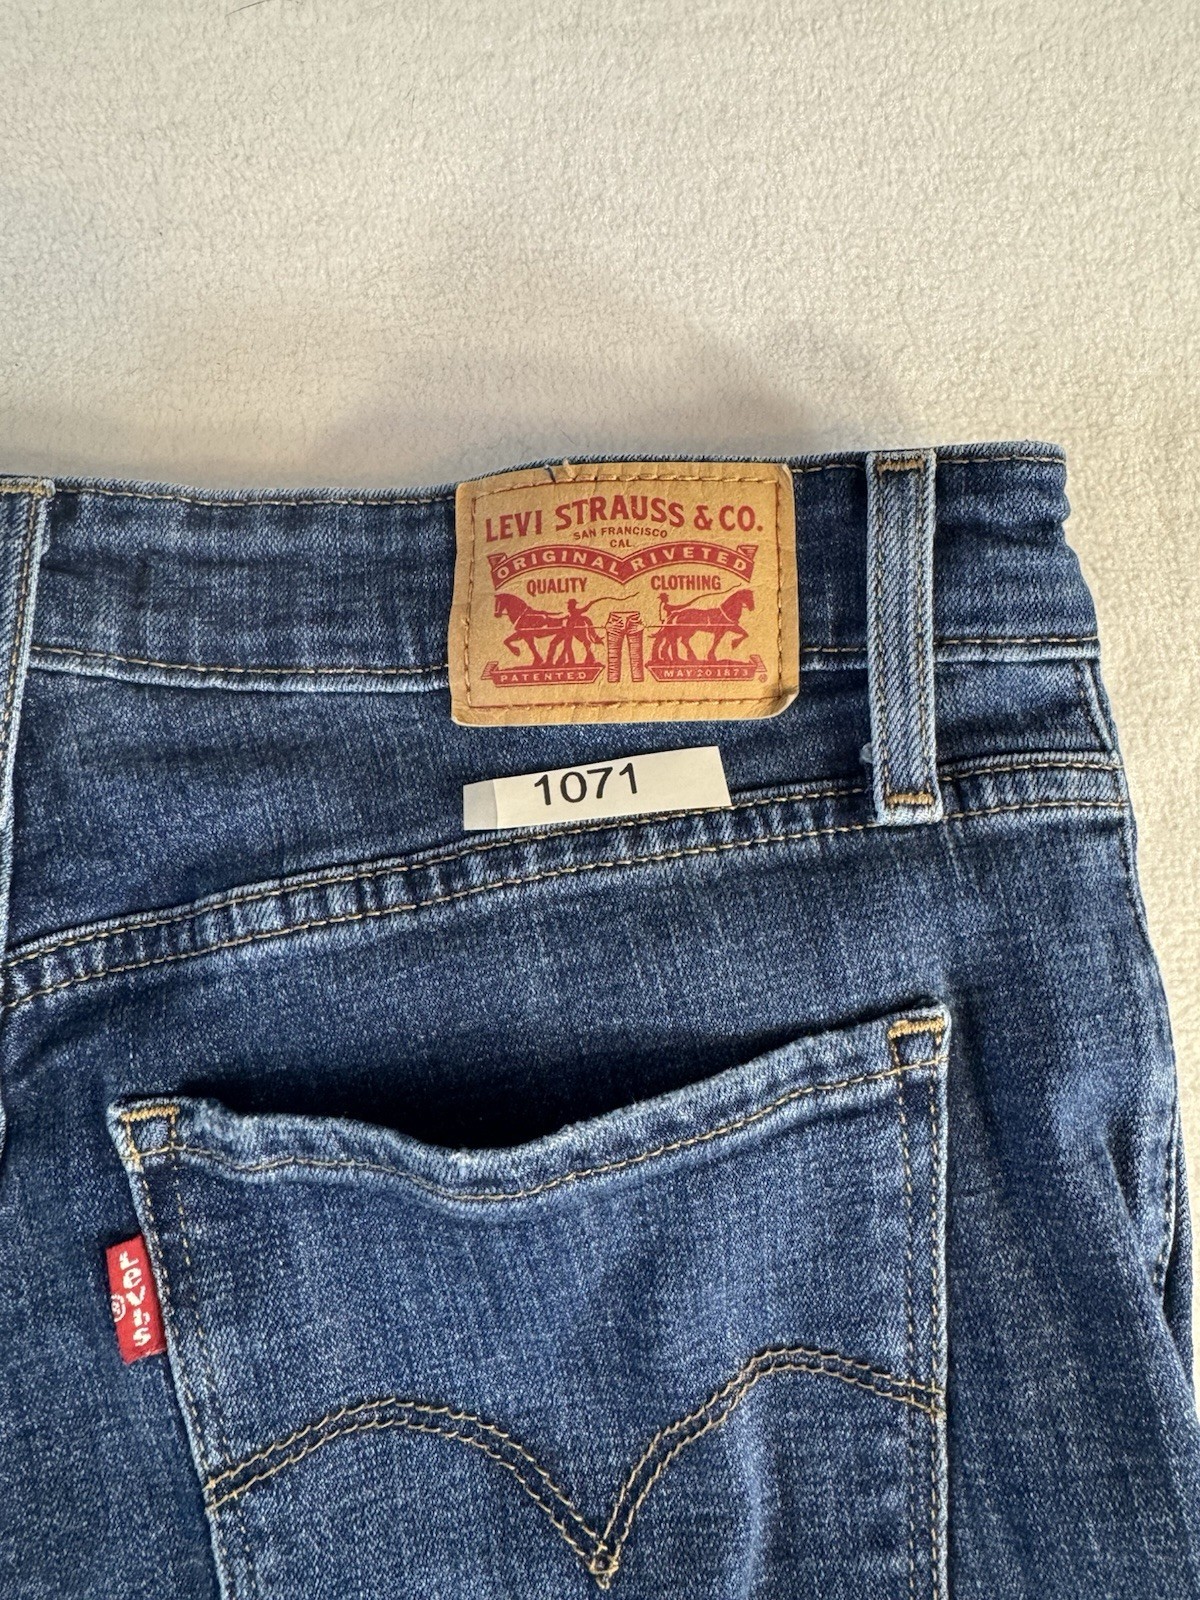 LEVI STRAUSS & CO.
SAN FRANCISCO
CAL
ORIGINAL RIVETED
QUALITY CLOTHING
PATENTED MAY 20 1873 ®
1071
Levi's
®